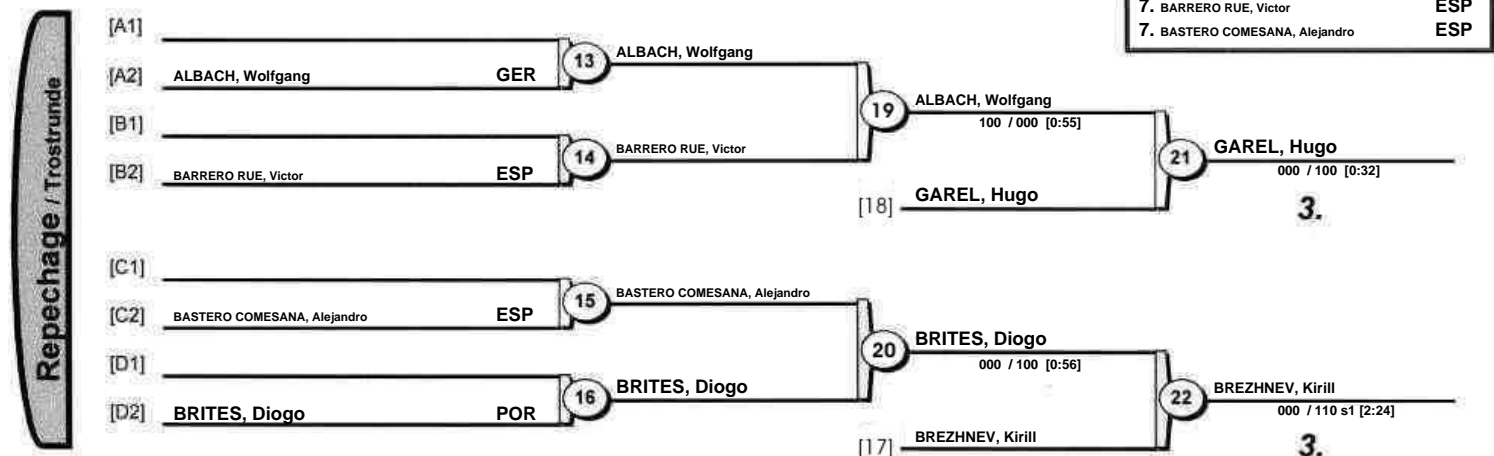 7. BARRERO RUE, Victor ESP
7. BASTERO COMESANA, Alejandro ESP
Repechage / Trostrunde
[A1]
[A2] ALBACH, Wolfgang GER
13 ALBACH, Wolfgang
[B1]
[B2] BARRERO RUE, Victor ESP
14 BARRERO RUE, Victor
19 ALBACH, Wolfgang
100 / 000 [0:55]
[18] GAREL, Hugo
21 GAREL, Hugo
000 / 100 [0:32]
3.
[C1]
[C2] BASTERO COMESANA, Alejandro ESP
15 BASTERO COMESANA, Alejandro
[D1]
[D2] BRITES, Diogo POR
16 BRITES, Diogo
20 BRITES, Diogo
000 / 100 [0:56]
[17] BREZHNEV, Kirill
22 BREZHNEV, Kirill
000 / 110 s1 [2:24]
3.